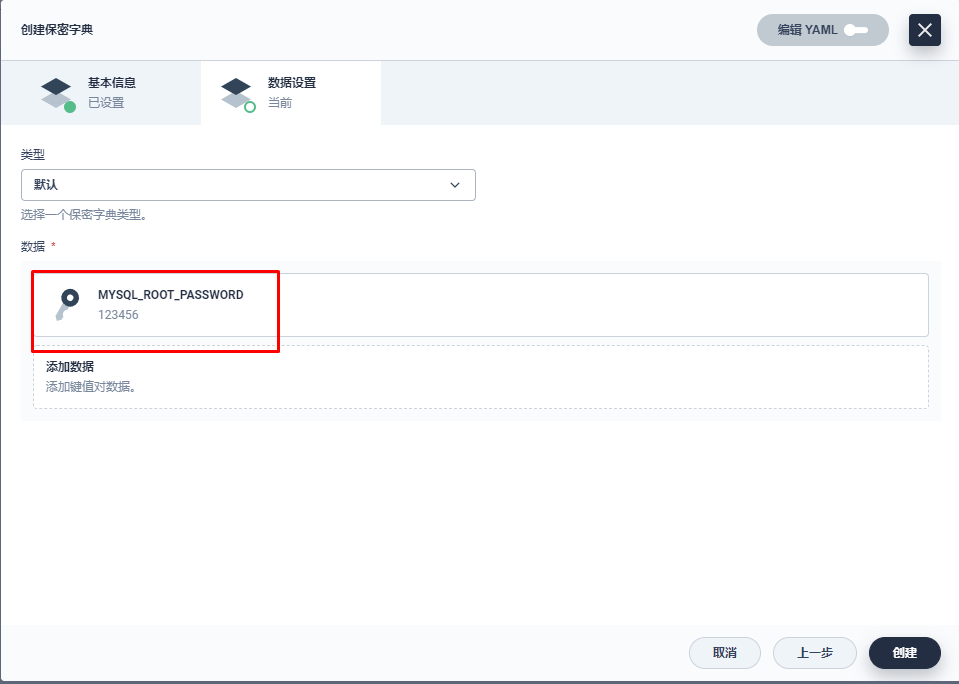 创建保密字典
编辑 YAML
基本信息
已设置
数据设置
当前
类型
默认
选择一个保密字典类型。
数据 *
MYSQL_ROOT_PASSWORD
123456
添加数据
添加键值对数据。
取消
上一步
创建